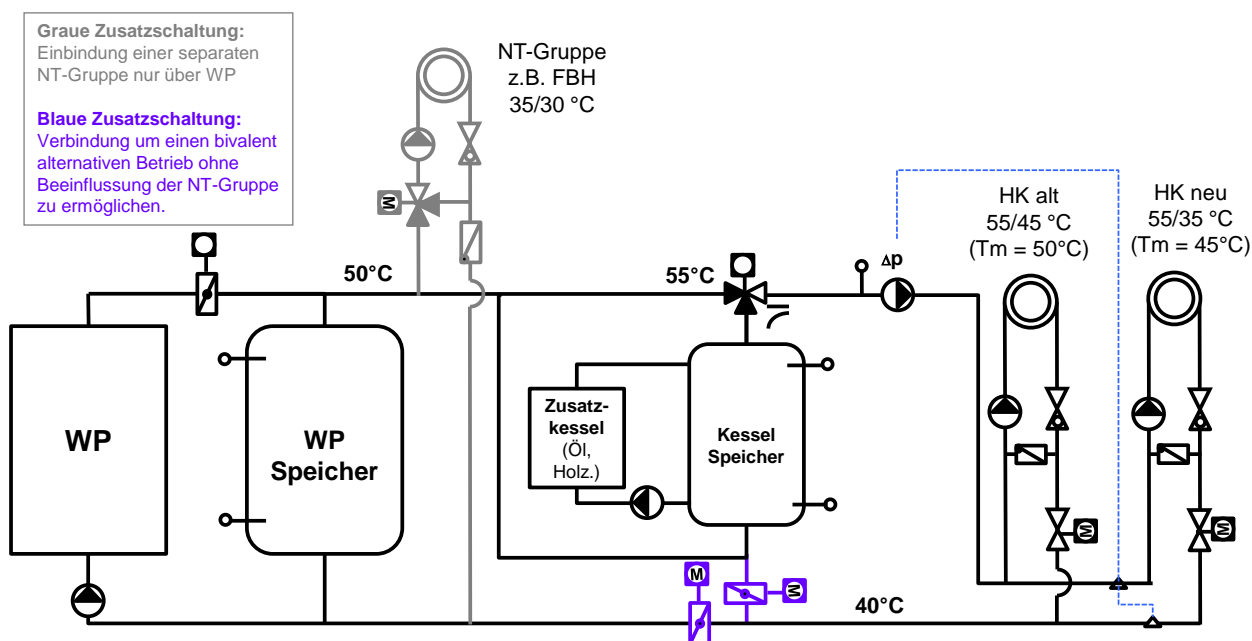 Graue Zusatzschaltung:
Einbindung einer separaten
NT-Gruppe nur über WP
Blaue Zusatzschaltung:
Verbindung um einen bivalent
alternativen Betrieb ohne
Beeinflussung der NT-Gruppe
zu ermöglichen.
NT-Gruppe
z.B. FBH
35/30 °C
M
HK alt
55/45 °C
(Tm = 50°C)
HK neu
55/35 °C
(Tm = 45°C)
50°C
55°C
Δp
WP
WP
Speicher
Zusatz-
kessel
(Öl,
Holz.)
Kessel
Speicher
M
M
M
M
40°C